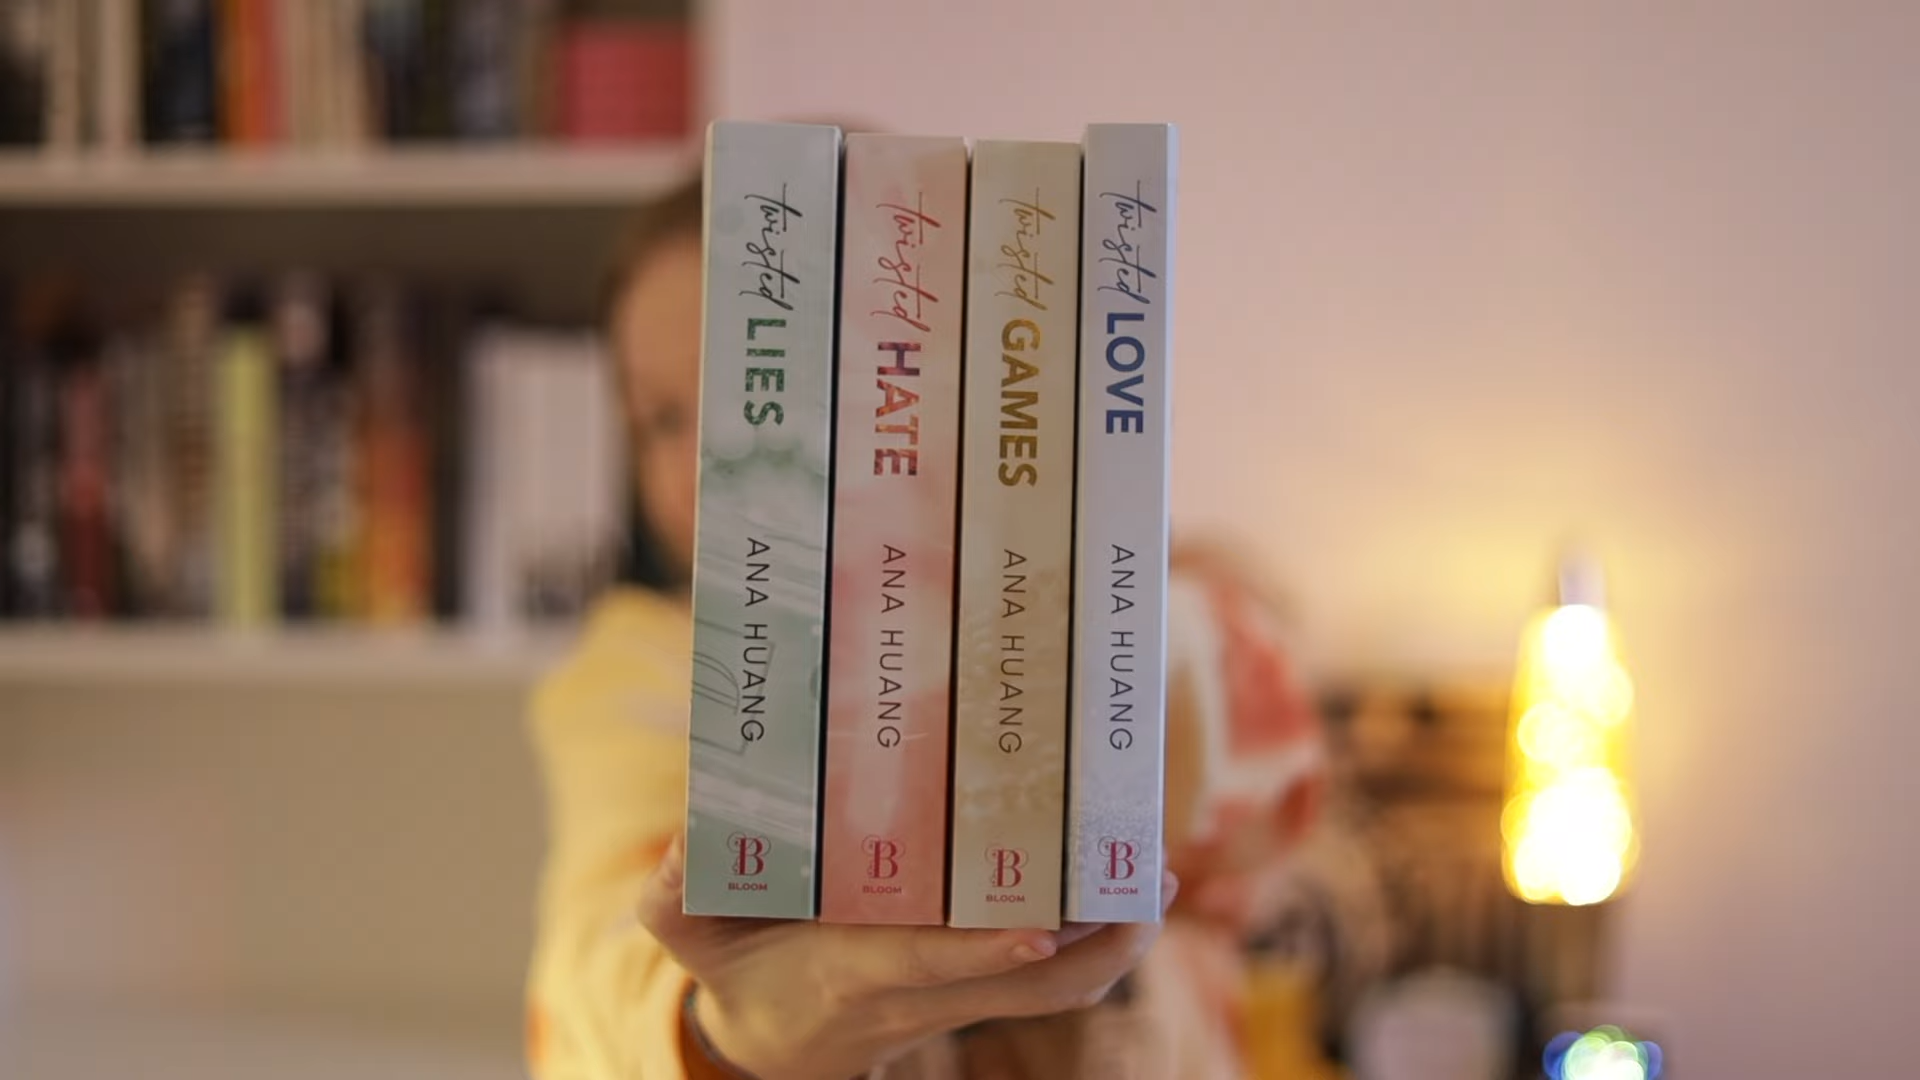 twisted LIES
ANA HUANG
B
BLOOM
twisted HATE
ANA HUANG
B
BLOOM
twisted GAMES
ANA HUANG
B
BLOOM
twisted LOVE
ANA HUANG
B
BLOOM